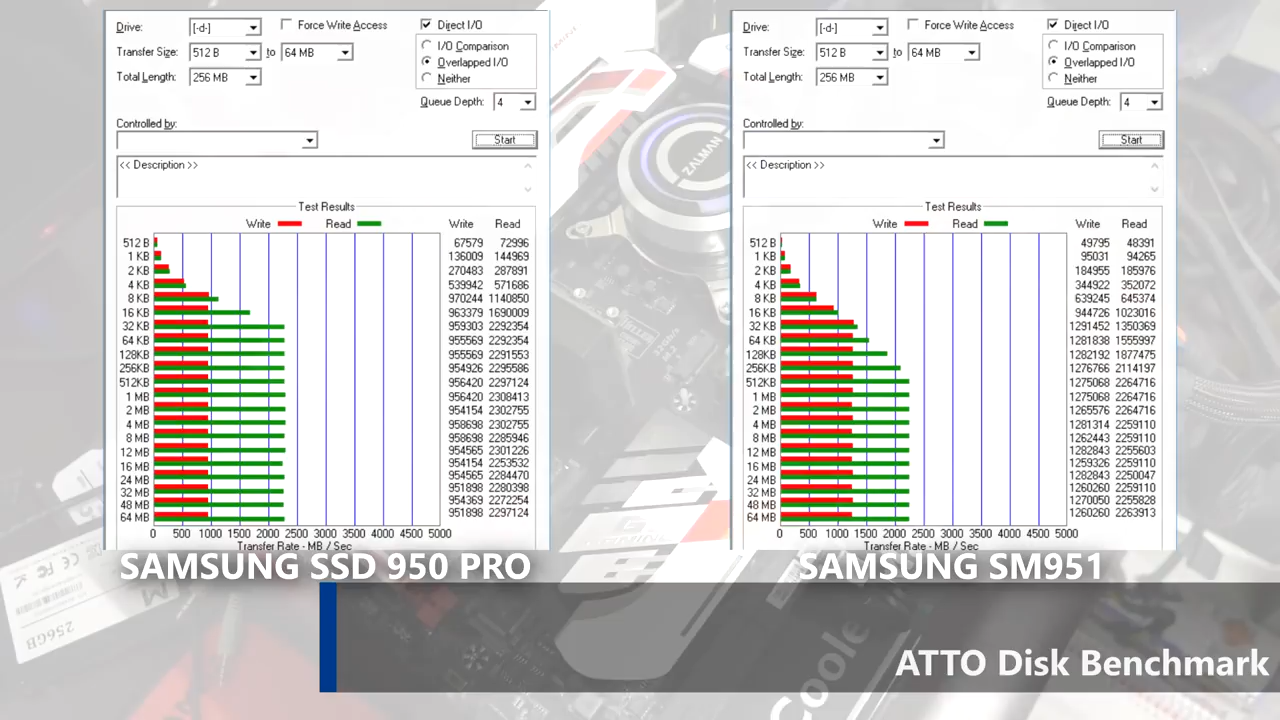 Drive: [-d-] Force Write Access Direct I/O
Transfer Size: 512 B to 64 MB I/O Comparison
Overlapped I/O
Total Length: 256 MB Neither
Queue Depth: 4
Controlled by:
Start
<< Description >>
Test Results
Write Read Write Read
512 B 67579 72996
1 KB 136009 144969
2 KB 270483 287891
4 KB 539942 571686
8 KB 970244 1140850
16 KB 963379 1690009
32 KB 959303 2292354
64 KB 955569 2292354
128KB 955569 2291553
256KB 954926 2295586
512KB 956420 2297124
1 MB 956420 2308413
2 MB 954154 2302755
4 MB 958698 2302755
8 MB 958698 2285946
12 MB 954565 2301226
16 MB 954154 2253532
24 MB 954565 2284470
32 MB 951898 2280398
48 MB 954369 2272254
64 MB 951898 2297124
0 500 1000 1500 2000 2500 3000 3500 4000 4500 5000
Transfer Rate - MB / Sec
SAMSUNG SSD 950 PRO
Drive: [-d-] Force Write Access Direct I/O
Transfer Size: 512 B to 64 MB I/O Comparison
Overlapped I/O
Total Length: 256 MB Neither
Queue Depth: 4
Controlled by:
Start
<< Description >>
Test Results
Write Read Write Read
512 B 49795 48391
1 KB 95031 94265
2 KB 184955 185976
4 KB 344922 352072
8 KB 639245 645374
16 KB 944726 1023016
32 KB 1291452 1350369
64 KB 1281838 1555997
128KB 1282192 1877475
256KB 1276766 2114197
512KB 1275068 2264716
1 MB 1275068 2264716
2 MB 1265576 2264716
4 MB 1281314 2259110
8 MB 1262443 2259110
12 MB 1282843 2255603
16 MB 1259326 2259110
24 MB 1282843 2250047
32 MB 1260260 2259110
48 MB 1270050 2255828
64 MB 1260260 2263913
0 500 1000 1500 2000 2500 3000 3500 4000 4500 5000
Transfer Rate - MB / Sec
SAMSUNG SM951
ZALMAN
256GB
Coole
ATTO Disk Benchmark